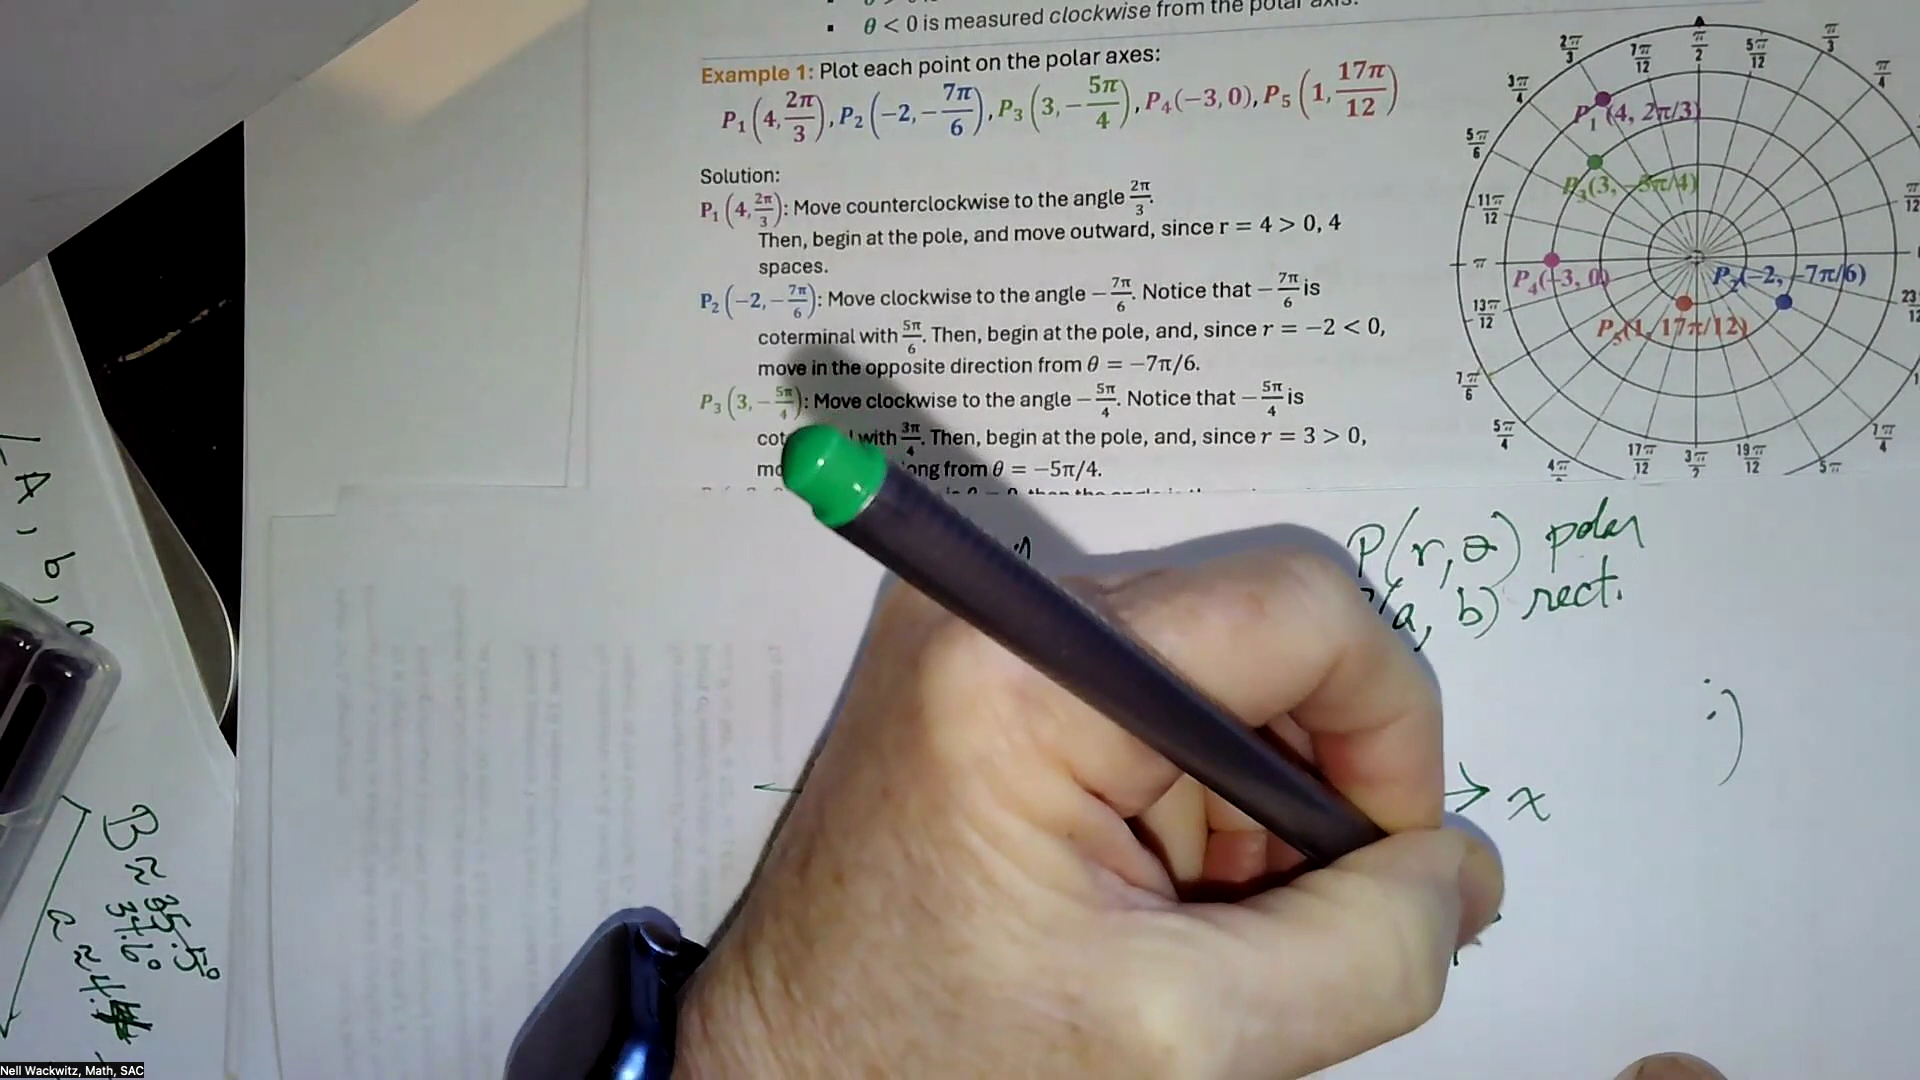 θ < 0 is measured clockwise from the polar axis.
Example 1: Plot each point on the polar axes:
P₁(4, 2π/3), P₂(−2, −7π/6), P₃(3, −5π/4), P₄(−3, 0), P₅(1, 17π/12)
Solution:
P₁(4, 2π/3): Move counterclockwise to the angle 2π/3.
Then, begin at the pole, and move outward, since r = 4 > 0, 4
spaces.
P₂(−2, −7π/6): Move clockwise to the angle −7π/6. Notice that −7π/6 is
coterminal with 5π/6. Then, begin at the pole, and, since r = −2 < 0,
move in the opposite direction from θ = −7π/6.
P₃(3, −5π/4): Move clockwise to the angle −5π/4. Notice that −5π/4 is
with 3π/4. Then, begin at the pole, and, since r = 3 > 0,
from θ = −5π/4.
2π/3 7π/12 π/2 5π/12 π/3
3π/4 π/4
P₁(4, 2π/3)
5π/6
P₃(3, −5π/4)
11π/12 π/12
π
P₄(−3, 0) P₂(−2, −7π/6)
13π/12
P₅(1, 17π/12)
7π/6
5π/4 7π/4
17π/12 3π/2 19π/12
P(r, θ) polar
(a, b) rect.
:)
x
A, b,
B ≈ 35.5°
34.6°
a ≈ 4.
Nell Wackwitz, Math, SAC